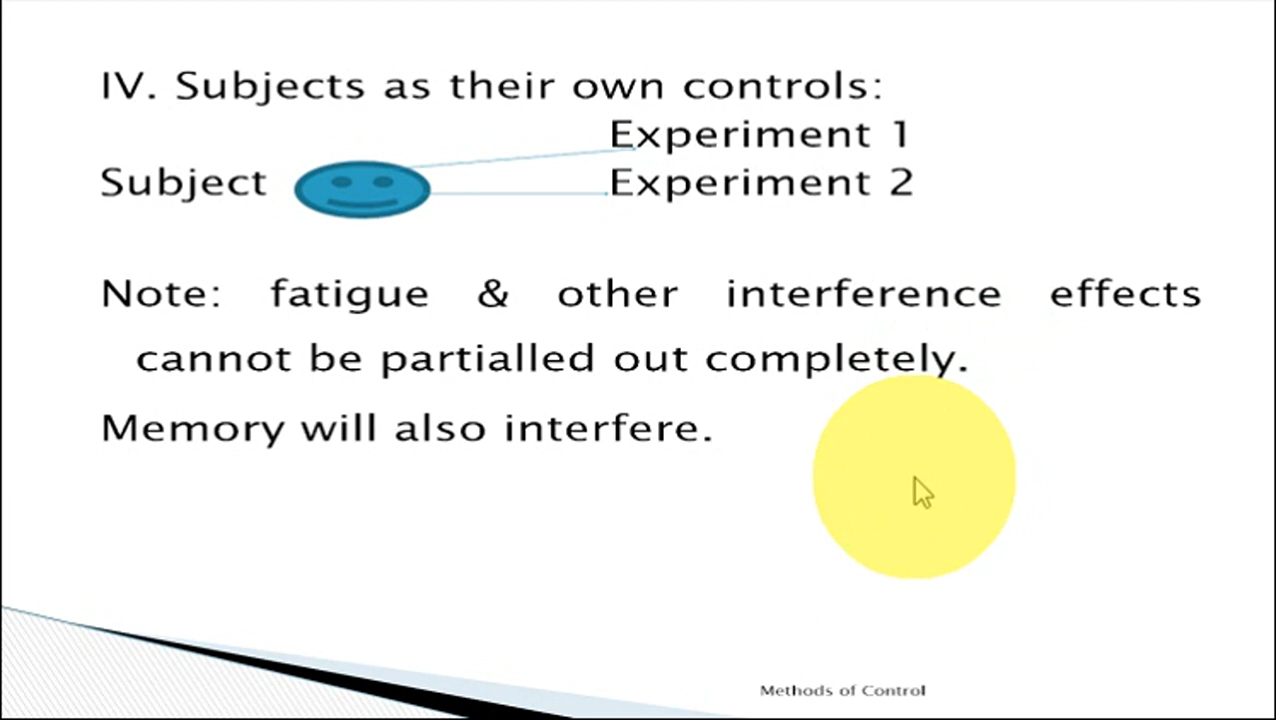 IV. Subjects as their own controls:
Experiment 1
Subject Experiment 2
Note: fatigue & other interference effects
cannot be partialled out completely.
Memory will also interfere.
Methods of Control